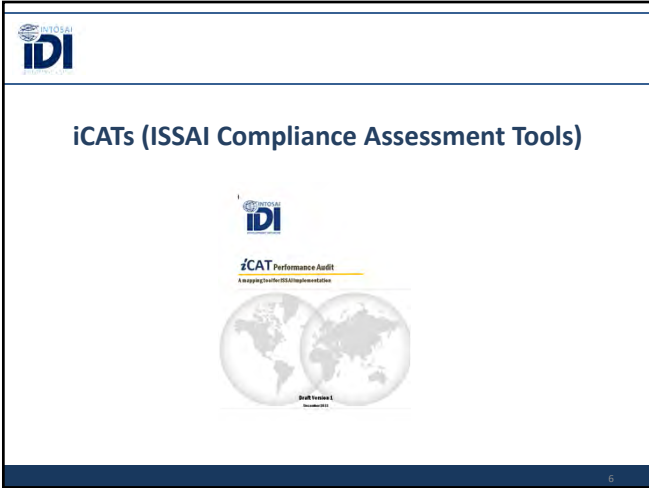 INTOSAI
IDI
iCATs (ISSAI Compliance Assessment Tools)
INTOSAI
IDI
iCAT Performance Audit
A mapping tool for ISSAI Implementation
Draft Version 1
6